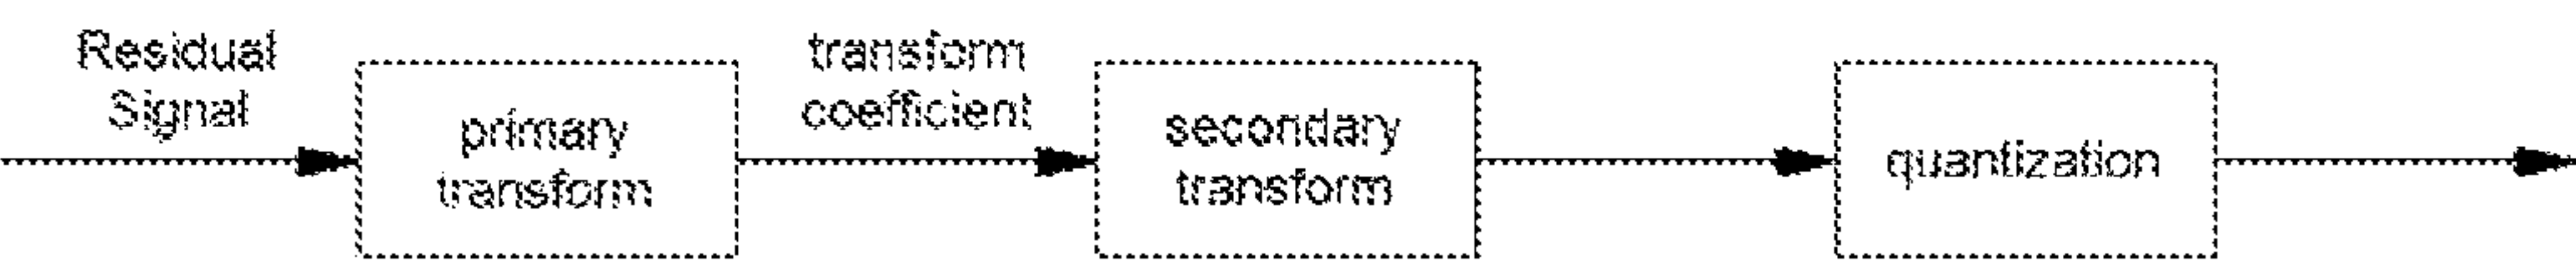 Residual
Signal
primary
transform
transform
coefficient
secondary
transform
quantization